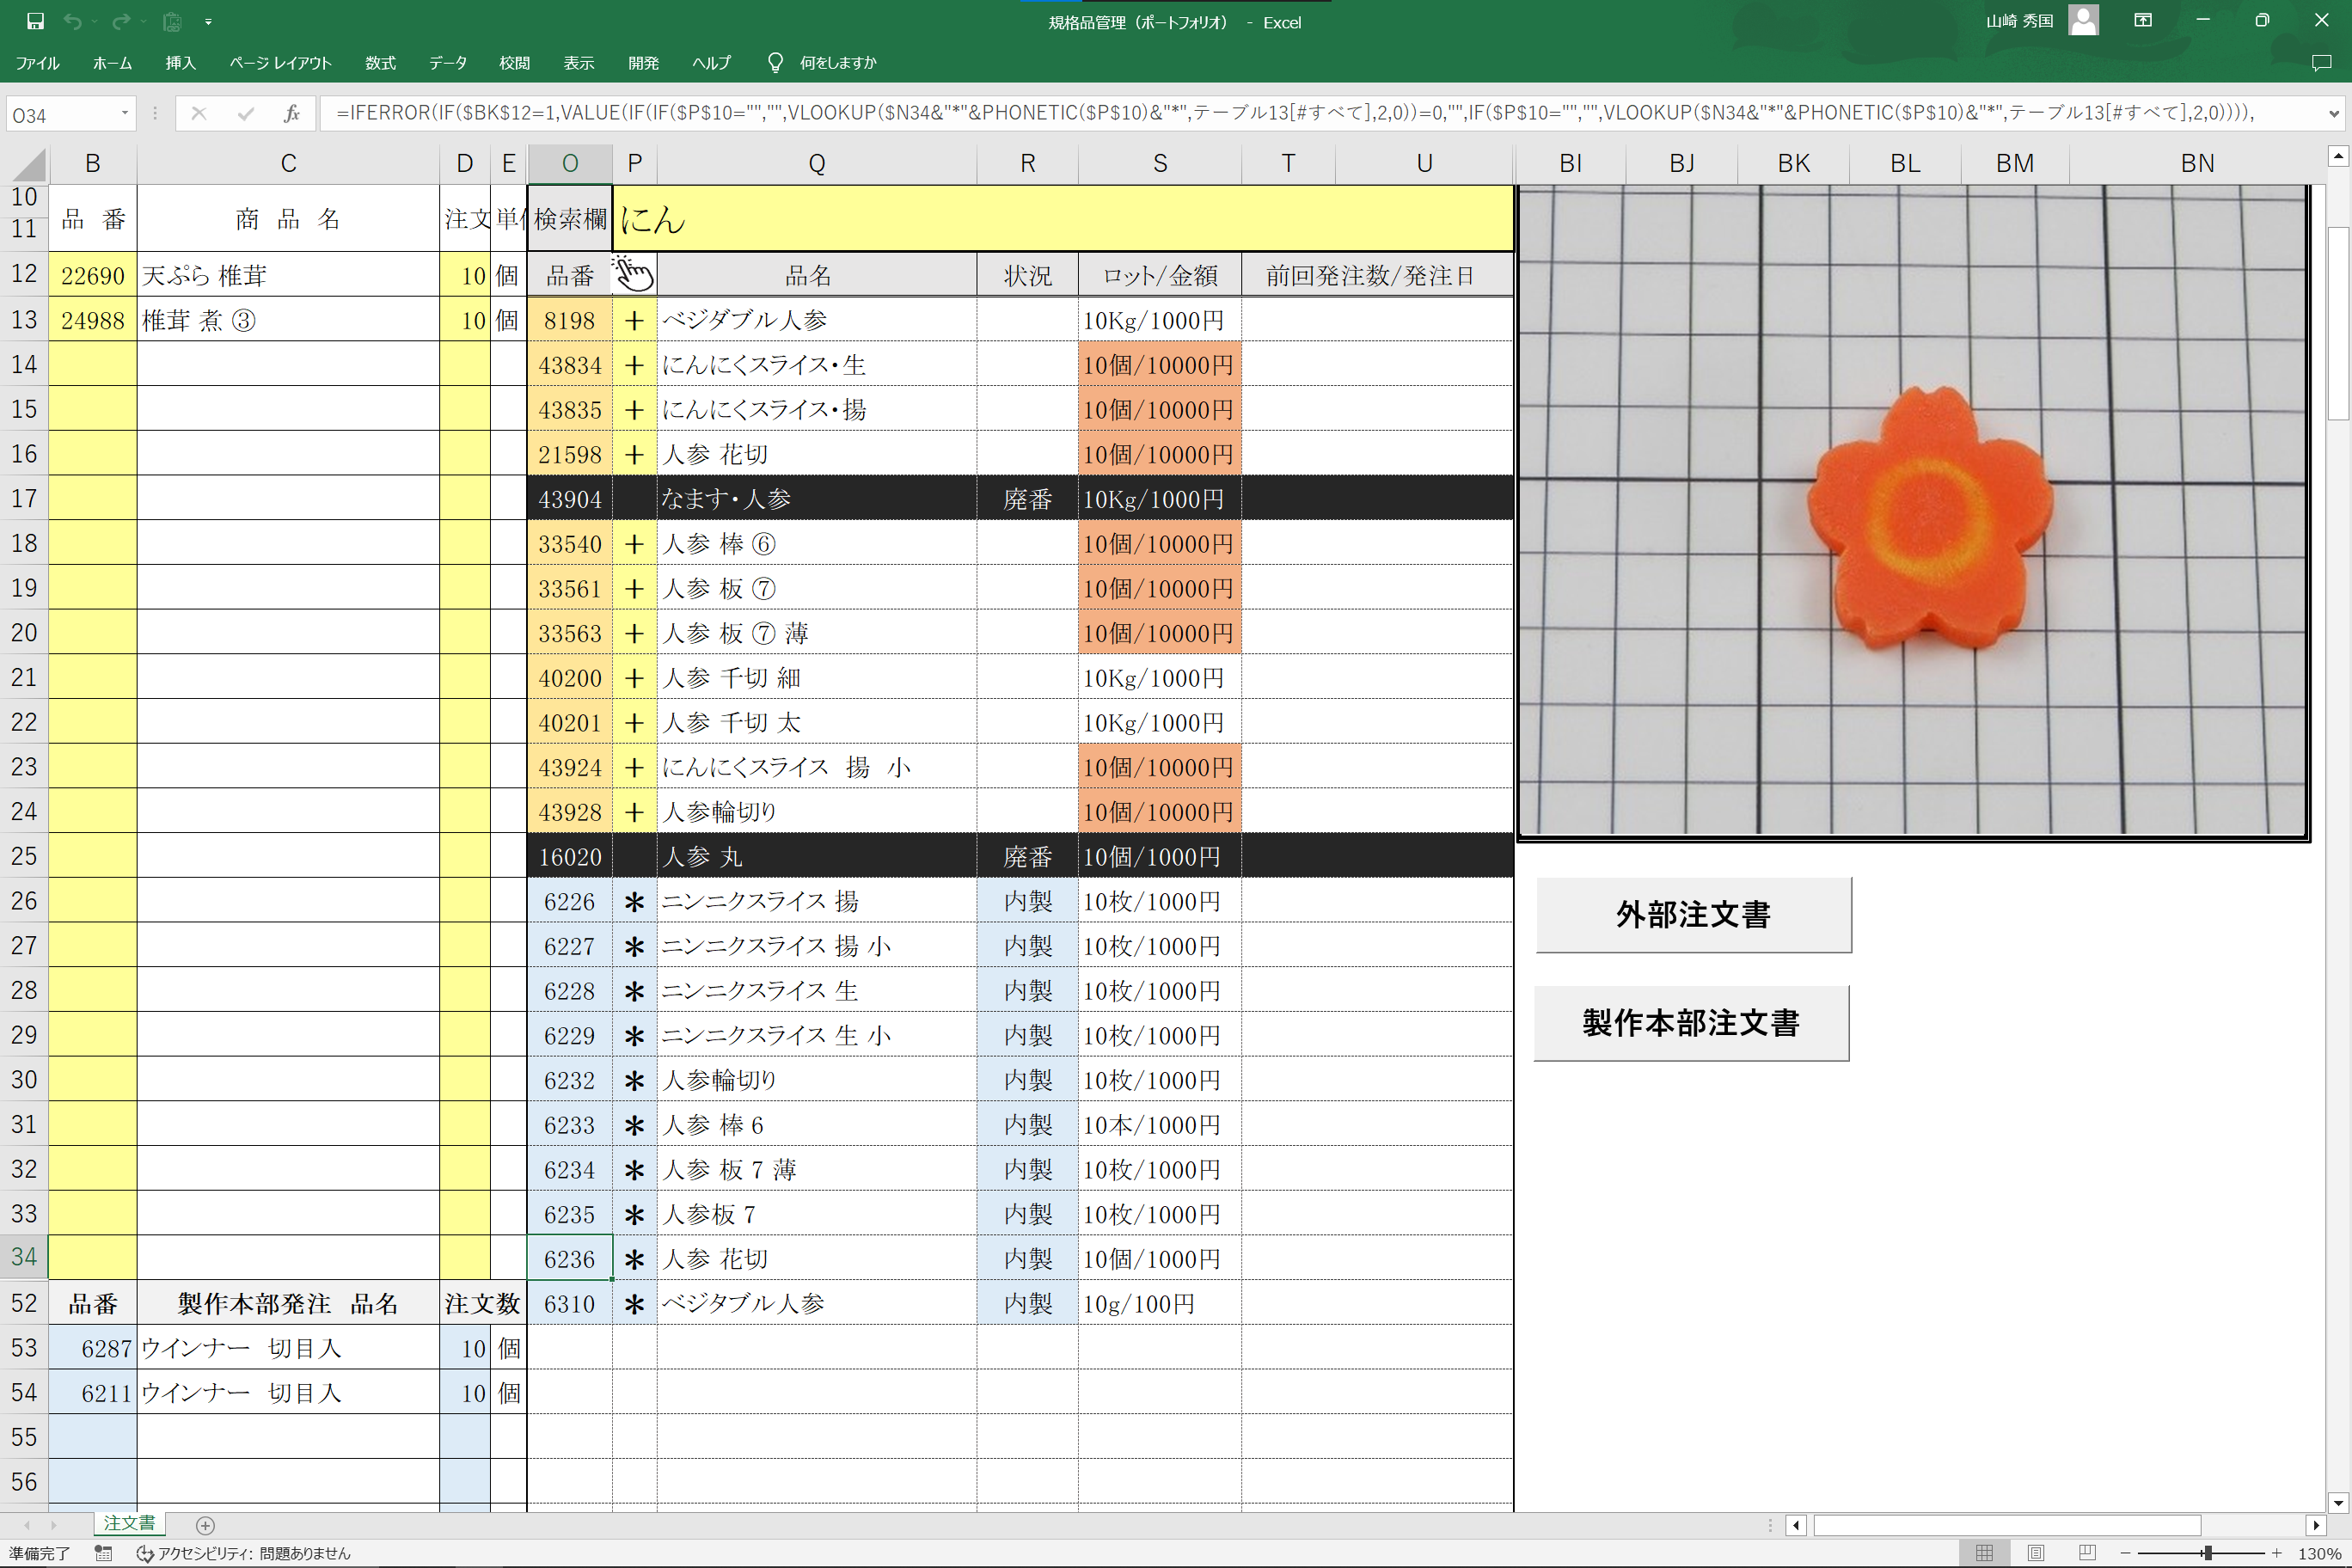 規格品管理（ポートフォリオ） - Excel
山崎 秀国
ファイル ホーム 挿入 ページ レイアウト 数式 データ 校閲 表示 開発 ヘルプ 何をしますか
O34 fx =IFERROR(IF($BK$12=1,VALUE(IF(IF($P$10="","",VLOOKUP($N34&"*"&PHONETIC($P$10)&"*",テーブル13[#すべて],2,0))=0,"",IF($P$10="","",VLOOKUP($N34&"*"&PHONETIC($P$10)&"*",テーブル13[#すべて],2,0)))),
B C D E O P Q R S T U BI BJ BK BL BM BN
10
11 品 番 商 品 名 注文 単 検索欄 にん
12 22690 天ぷら 椎茸 10 個 品番 品名 状況 ロット/金額 前回発注数/発注日
13 24988 椎茸 煮 ③ 10 個 8198 + ベジダブル人参 10Kg/1000円
14 43834 + にんにくスライス・生 10個/10000円
15 43835 + にんにくスライス・揚 10個/10000円
16 21598 + 人参 花切 10個/10000円
17 43904 なます・人参 廃番 10Kg/1000円
18 33540 + 人参 棒 ⑥ 10個/10000円
19 33561 + 人参 板 ⑦ 10個/10000円
20 33563 + 人参 板 ⑦ 薄 10個/10000円
21 40200 + 人参 千切 細 10Kg/1000円
22 40201 + 人参 千切 太 10Kg/1000円
23 43924 + にんにくスライス 揚 小 10個/10000円
24 43928 + 人参輪切り 10個/10000円
25 16020 人参 丸 廃番 10個/1000円
26 6226 * ニンニクスライス 揚 内製 10枚/1000円
27 6227 * ニンニクスライス 揚 小 内製 10枚/1000円
28 6228 * ニンニクスライス 生 内製 10枚/1000円
29 6229 * ニンニクスライス 生 小 内製 10枚/1000円
30 6232 * 人参輪切り 内製 10枚/1000円
31 6233 * 人参 棒 6 内製 10本/1000円
32 6234 * 人参 板 7 薄 内製 10枚/1000円
33 6235 * 人参板 7 内製 10枚/1000円
34 6236 * 人参 花切 内製 10個/1000円
52 品番 製作本部発注 品名 注文数 6310 * ベジタブル人参 内製 10g/100円
53 6287 ウインナー 切目入 10 個
54 6211 ウインナー 切目入 10 個
55
56
外部注文書
製作本部注文書
注文書
準備完了 アクセシビリティ: 問題ありません
130%